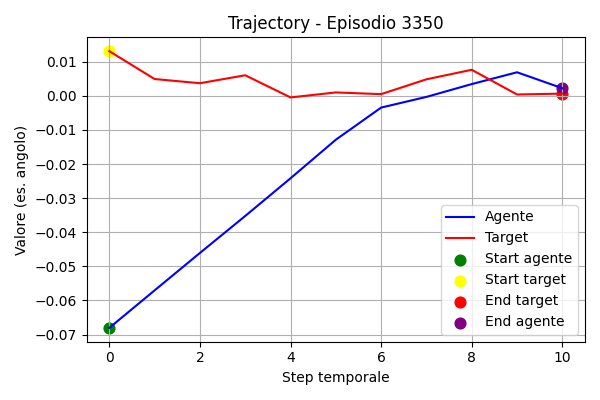 Trajectory - Episodio 3350
Valore (es. angolo)
0.01
0.00
−0.01
−0.02
−0.03
−0.04
−0.05
−0.06
−0.07
0 2 4 6 8 10
Step temporale
Agente
Target
Start agente
Start target
End target
End agente